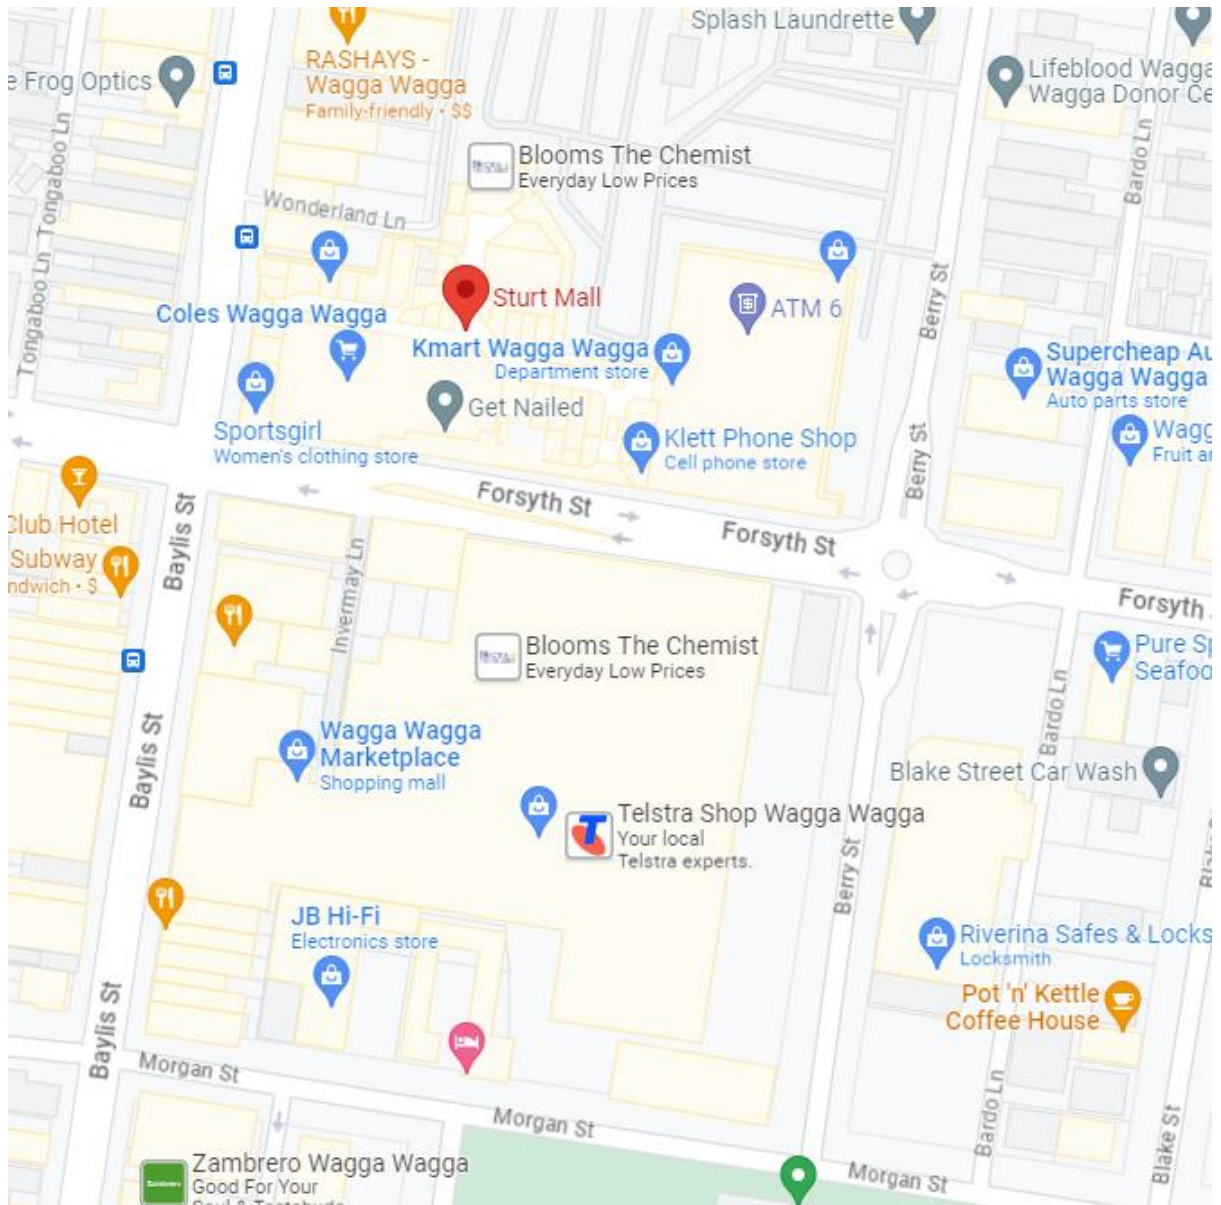 Splash Laundrette
RASHAYS -
Wagga Wagga
Family-friendly · $$
e Frog Optics
Lifeblood Wagga
Wagga Donor Ce
Tongaboo Ln
Tongaboo Ln
Tongaboo Ln
Bardo Ln
Blooms The Chemist
Everyday Low Prices
Wonderland Ln
Sturt Mall
ATM 6
Berry St
Coles Wagga Wagga
Kmart Wagga Wagga
Department store
Supercheap Au
Wagga Wagga
Auto parts store
Get Nailed
Sportsgirl
Women's clothing store
Klett Phone Shop
Cell phone store
Berry St
Wagg
Fruit an
Forsyth St
Forsyth St
Forsyth
Club Hotel
Subway
ndwich · $
Baylis St
Invermay Ln
Blooms The Chemist
Everyday Low Prices
Pure Sp
Seafoo
Bardo Ln
Wagga Wagga
Marketplace
Shopping mall
Baylis St
Blake Street Car Wash
Telstra Shop Wagga Wagga
Your local
Telstra experts.
Berry St
JB Hi-Fi
Electronics store
Riverina Safes & Locks
Locksmith
Pot 'n' Kettle
Coffee House
Baylis St
Morgan St
Morgan St
Morgan St
Bardo Ln
Blake St
Zambrero Wagga Wagga
Good For Your